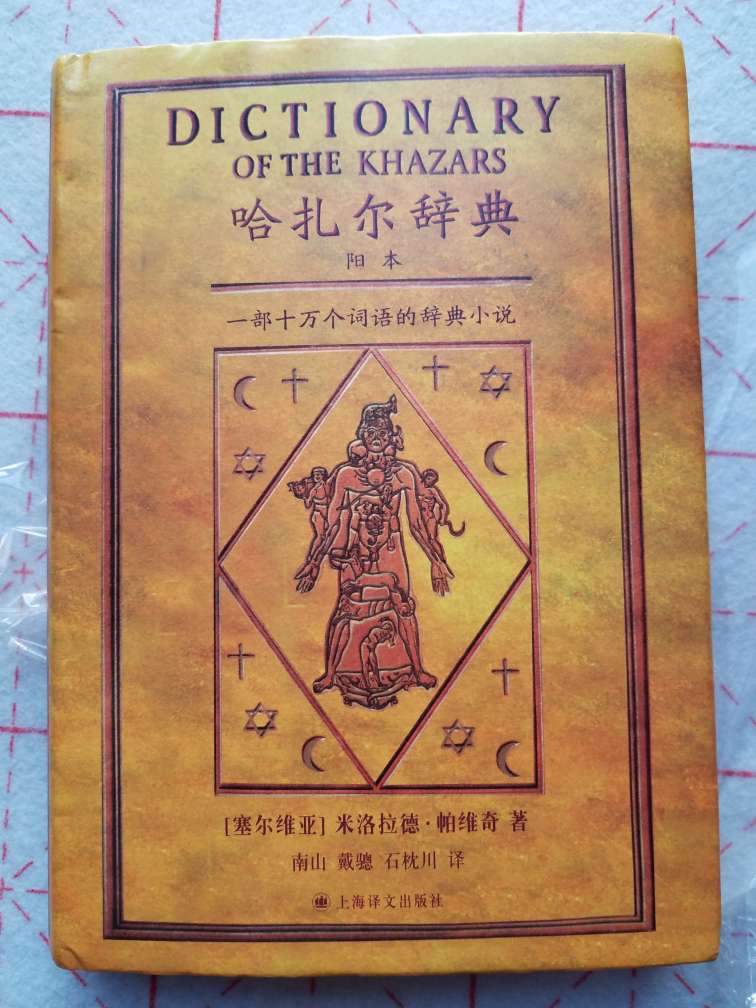 DICTIONARY
OF THE KHAZARS
哈扎尔辞典
阳 本
一部十万个词语的辞典小说
[塞尔维亚] 米洛拉德·帕维奇 著
南山 戴骢 石枕川 译
上海译文出版社